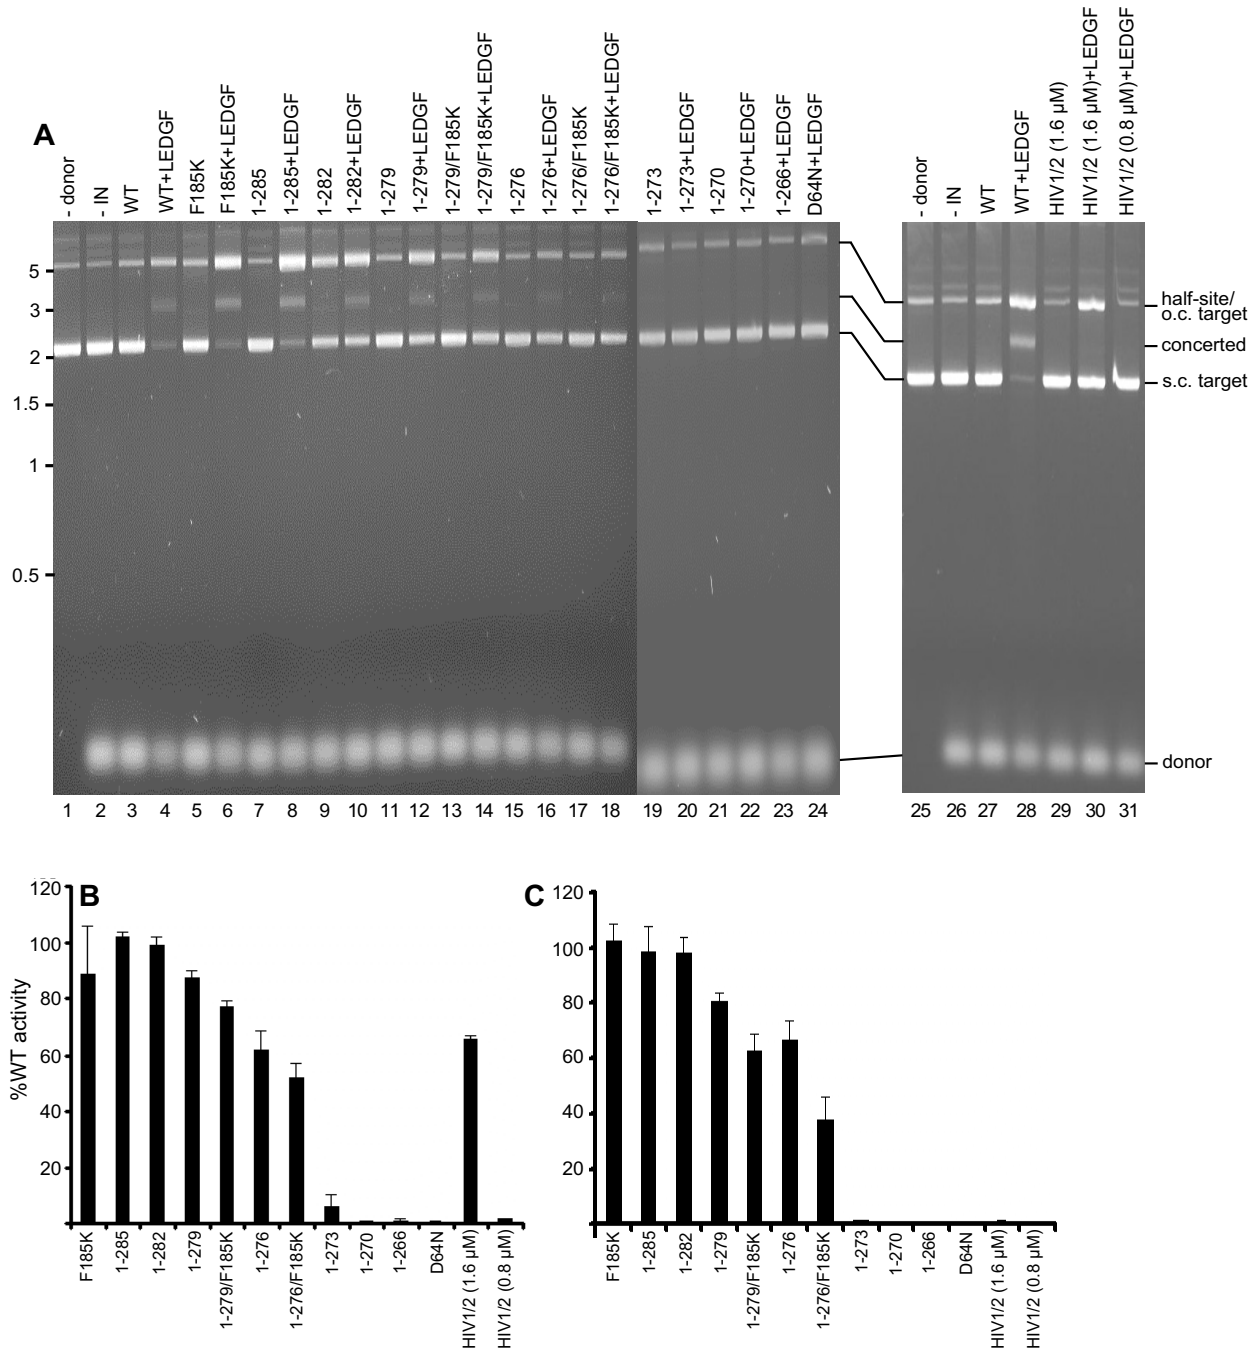 A
- donor
- IN
WT
WT+LEDGF
F185K
F185K+LEDGF
1-285
1-285+LEDGF
1-282
1-282+LEDGF
1-279
1-279+LEDGF
1-279/F185K
1-279/F185K+LEDGF
1-276
1-276+LEDGF
1-276/F185K
1-276/F185K+LEDGF
1-273
1-273+LEDGF
1-270
1-270/+LEDGF
1-266+LEDGF
D64N+LEDGF
- donor
- IN
WT
WT+LEDGF
HIV1/2 (1.6 µM)
HIV1/2 (1.6 µM)+LEDGF
HIV1/2 (0.8 µM)+LEDGF
5
3
2
1.5
1
0.5
half-site/
o.c. target
concerted
s.c. target
donor
1 2 3 4 5 6 7 8 9 10 11 12 13 14 15 16 17 18 19 20 21 22 23 24 25 26 27 28 29 30 31
B
%WT activity
120
100
80
60
40
20
F185K
1-285
1-282
1-279
1-279/F185K
1-276
1-276/F185K
1-273
1-270
1-266
D64N
HIV1/2 (1.6 µM)
HIV1/2 (0.8 µM)
C
120
100
80
60
40
20
F185K
1-285
1-282
1-279
1-279/F185K
1-276
1-276/F185K
1-273
1-270
1-266
D64N
HIV1/2 (1.6 µM)
HIV1/2 (0.8 µM)